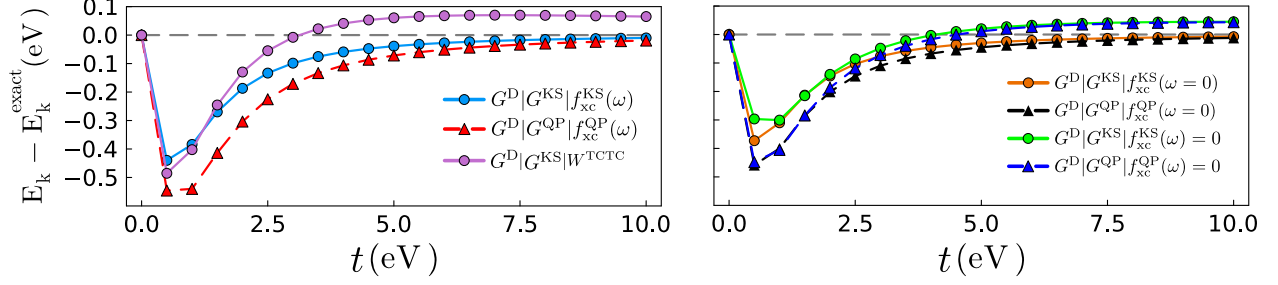 E_k − E_k^exact (eV)
0.1
0.0
−0.1
−0.2
−0.3
−0.4
−0.5
G^D|G^KS|f_xc^KS(ω)
G^D|G^QP|f_xc^QP(ω)
G^D|G^KS|W^TCTC
0.0 2.5 5.0 7.5 10.0
t (eV)
G^D|G^KS|f_xc^KS(ω = 0)
G^D|G^QP|f_xc^QP(ω = 0)
G^D|G^KS|f_xc^KS(ω) = 0
G^D|G^QP|f_xc^QP(ω) = 0
0.0 2.5 5.0 7.5 10.0
t (eV)